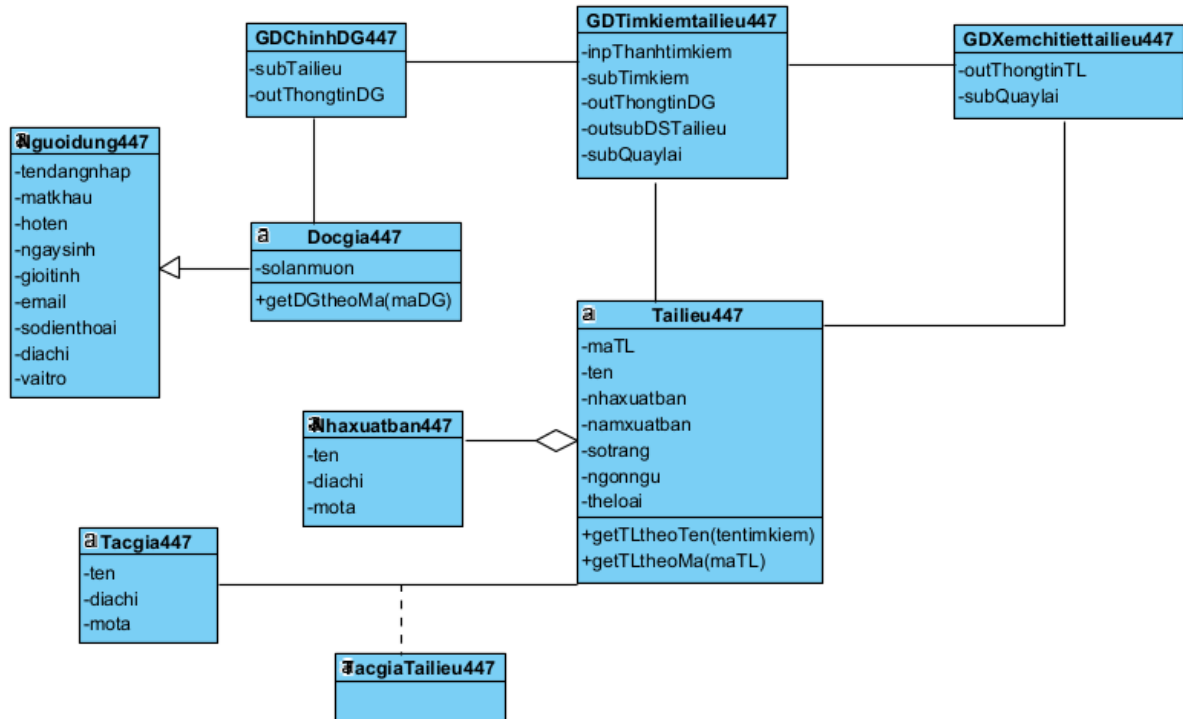 GDChinhDG447
-subTailieu
-outThongtinDG
GDTimkiemtailieu447
-inpThanhtimkiem
-subTimkiem
-outThongtinDG
-outsubDSTailieu
-subQuaylai
GDXemchitiettailieu447
-outThongtinTL
-subQuaylai
a
Nguoidung447
-tendangnhap
-matkhau
-hoten
-ngaysinh
-gioitinh
-email
-sodienthoai
-diachi
-vaitro
a Docgia447
-solanmuon
+getDGtheoMa(maDG)
a Tailieu447
-maTL
-ten
-nhaxuatban
-namxuatban
-sotrang
-ngonngu
-theloai
+getTLtheoTen(tentimkiem)
+getTLtheoMa(maTL)
a
Nhaxuatban447
-ten
-diachi
-mota
a Tacgia447
-ten
-diachi
-mota
a
TacgiaTailieu447